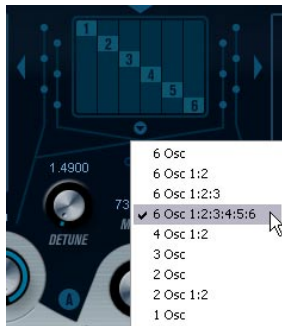 1
2
3
4
5
6
1.4900
73
DETUNE
M
A
6 Osc
6 Osc 1:2
6 Osc 1:2:3
✓ 6 Osc 1:2:3:4:5:6
4 Osc 1:2
3 Osc
2 Osc
2 Osc 1:2
1 Osc